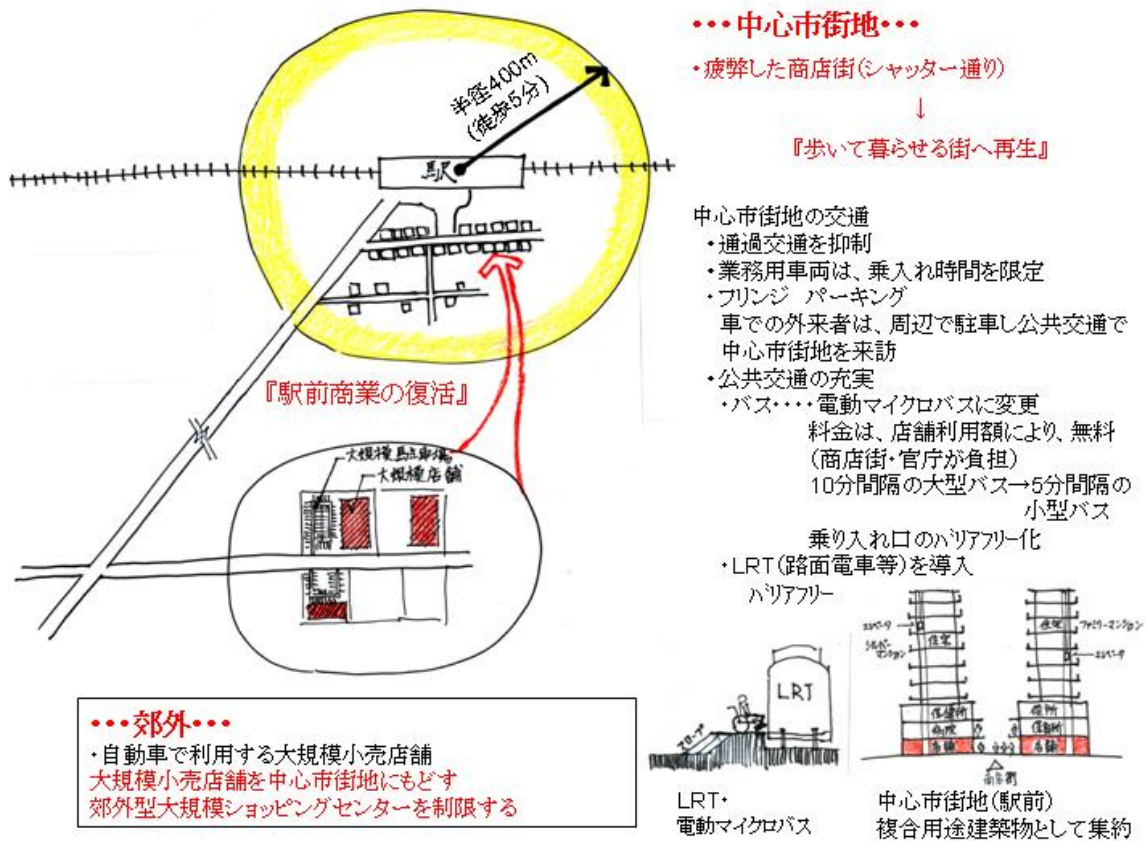 •••中心市街地•••
・疲弊した商店街(シャッター通り)
↓
『歩いて暮らせる街へ再生』
半径400m
(徒歩5分)
駅
中心市街地の交通
・通過交通を抑制
・業務用車両は、乗入れ時間を限定
・フリンジ パーキング
車での外来者は、周辺で駐車し公共交通で
中心市街地を来訪
・公共交通の充実
・バス・・・・電動マイクロバスに変更
料金は、店舗利用額により、無料
(商店街・官庁が負担)
10分間隔の大型バス→5分間隔の
小型バス
乗り入れ口のバリアフリー化
・LRT(路面電車等)を導入
バリアフリー
『駅前商業の復活』
大規模駐車場
大規模店舗
•••郊外•••
・自動車で利用する大規模小売店舗
大規模小売店舗を中心市街地にもどす
郊外型大規模ショッピングセンターを制限する
LRT
スロープ
LRT・
電動マイクロバス
エレベータ
シルバー
マンション
住宅
住宅
ファミリーマンション
エレベータ
保健所
病院
店舗
役所
保育所
店舗
商店街
中心市街地(駅前)
複合用途建築物として集約